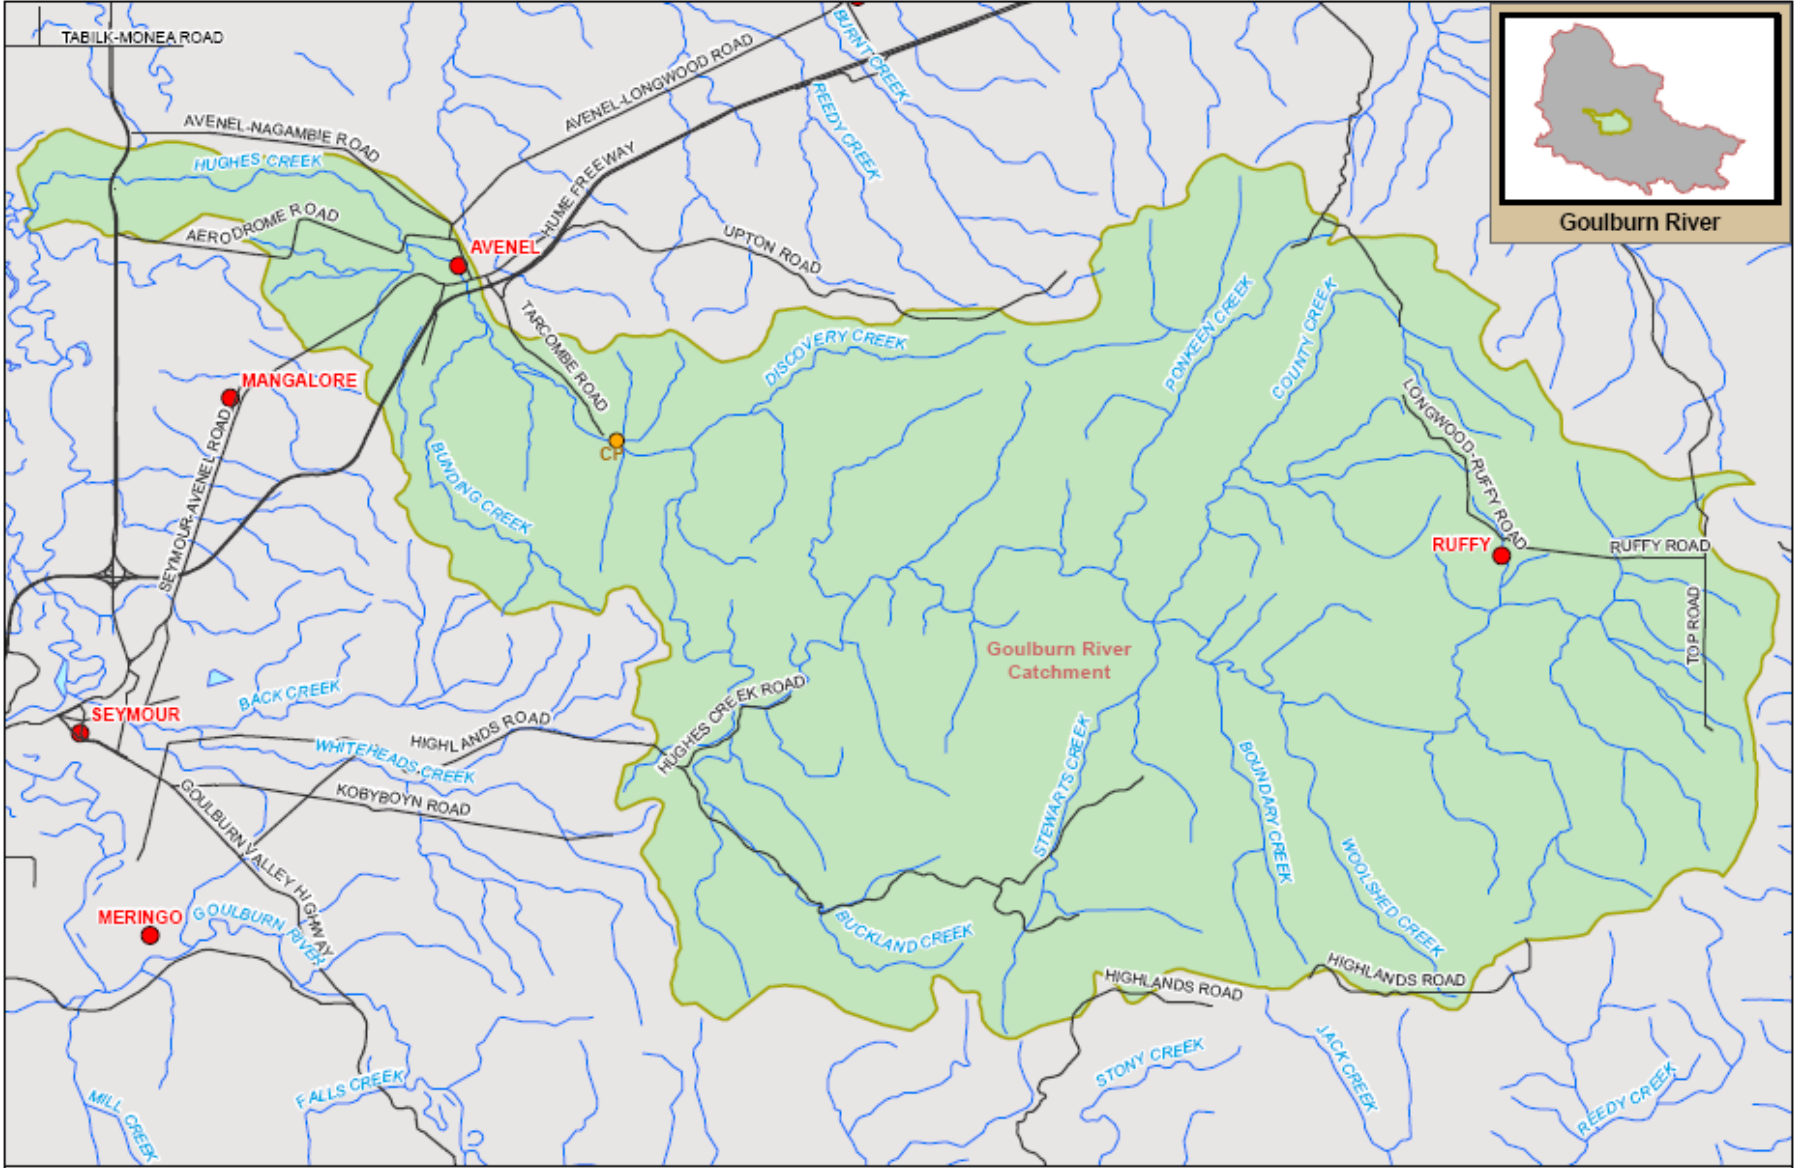 TABILK-MONEA ROAD
BURNT CREEK
AVENEL-LONGWOOD ROAD
REEDY CREEK
AVENEL-NAGAMBIE ROAD
HUGHES CREEK
HUME FREEWAY
AERODROME ROAD
AVENEL
UPTON ROAD
Goulburn River
TARCOMBE ROAD
DISCOVERY CREEK
PONKEEN CREEK
COUNTY CREEK
MANGALORE
SEYMOUR-AVENEL ROAD
BUNDING CREEK
CP
LONGWOOD-RUFFY ROAD
RUFFY
RUFFY ROAD
TOP ROAD
Goulburn River
Catchment
BACK CREEK
SEYMOUR
HIGHLANDS ROAD
WHITEHEADS CREEK
HUGHES CREEK ROAD
KOBYBOYN ROAD
GOULBURN VALLEY HIGHWAY
STEWARTS CREEK
BOUNDARY CREEK
WOOLSHED CREEK
MERINGO
GOULBURN RIVER
BUCKLAND CREEK
HIGHLANDS ROAD
HIGHLANDS ROAD
MILL CREEK
FALLS CREEK
STONY CREEK
JACK CREEK
REEDY CREEK